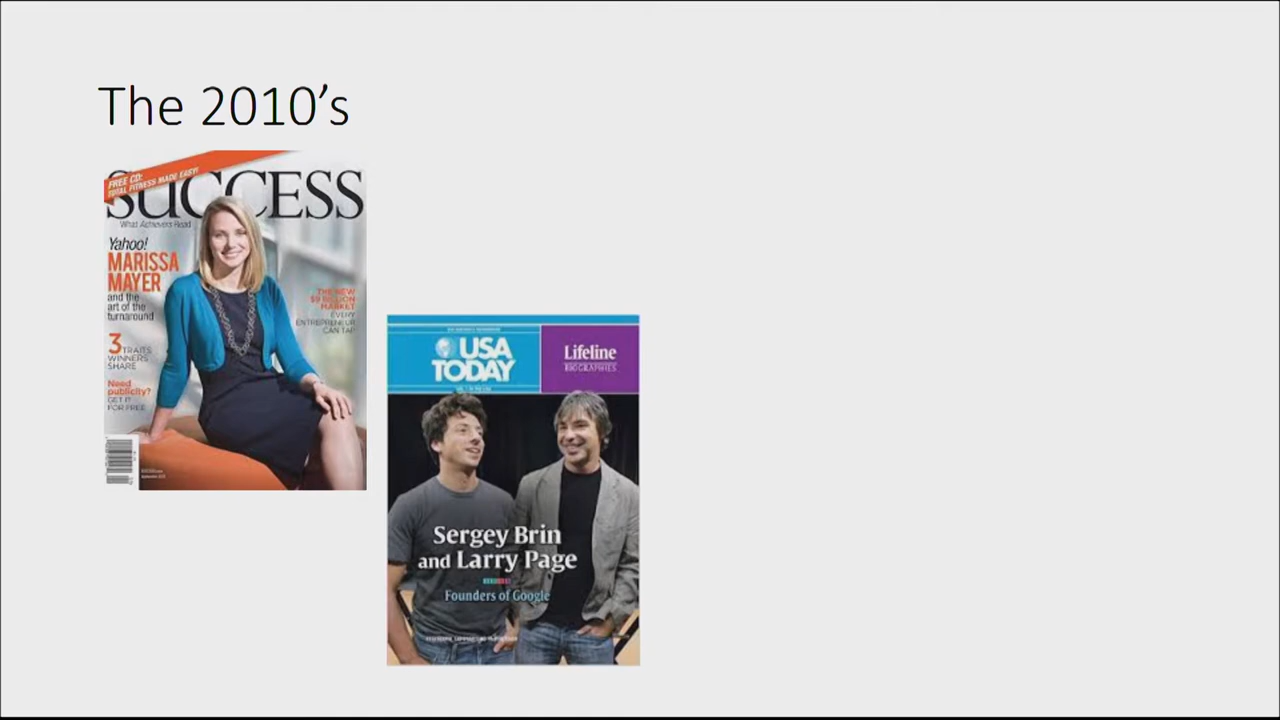 The 2010's
FREE CD:
TOTAL FITNESS MADE EASY!
SUCCESS
What Achievers Read
Yahoo!
MARISSA
MAYER
and the
art of the
turnaround
3 TRAITS
WINNERS
SHARE
Need
publicity?
GET IT
FOR FREE
THE NEW
$9 BILLION
MARKET
EVERY
ENTREPRENEUR
CAN TAP
USA
TODAY
Lifeline
BIOGRAPHIES
Sergey Brin
and Larry Page
Founders of Google